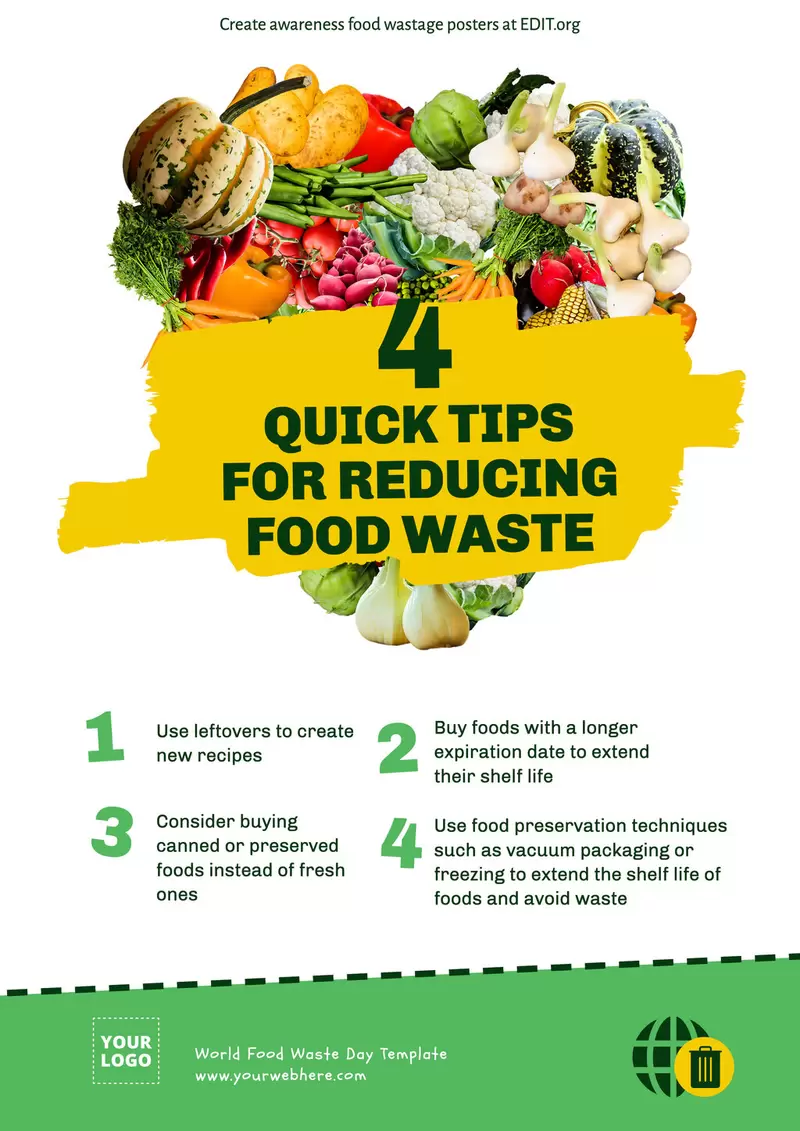 Create awareness food wastage posters at EDIT.org
4
QUICK TIPS
FOR REDUCING
FOOD WASTE
1
Use leftovers to create
new recipes
2
Buy foods with a longer
expiration date to extend
their shelf life
3
Consider buying
canned or preserved
foods instead of fresh
ones
4
Use food preservation techniques
such as vacuum packaging or
freezing to extend the shelf life of
foods and avoid waste
YOUR
LOGO
World Food Waste Day Template
www.yourwebhere.com